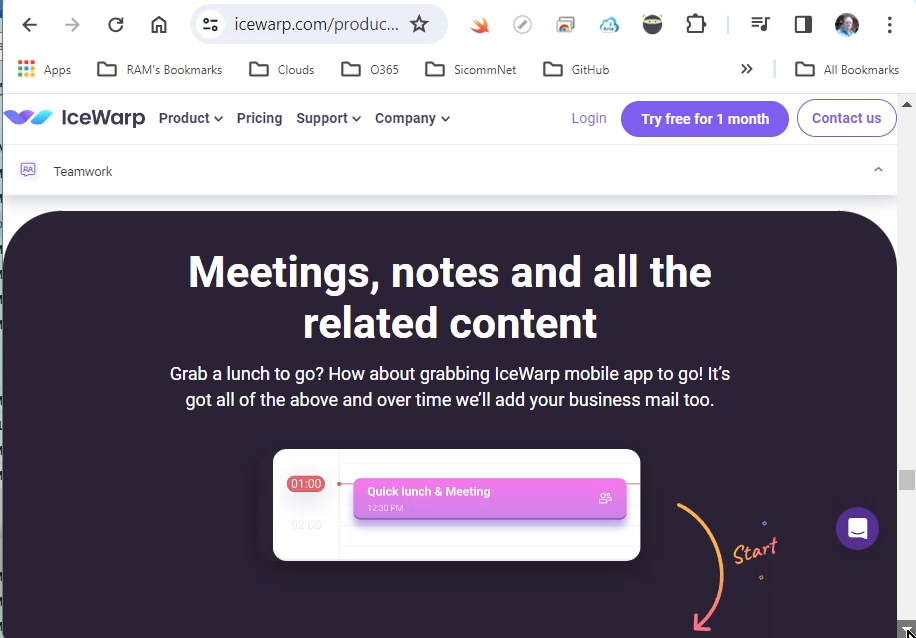 icewarp.com/produc...
Apps
RAM's Bookmarks
Clouds
O365
SicommNet
GitHub
All Bookmarks
IceWarp
Product
Pricing
Support
Company
Login
Try free for 1 month
Contact us
Teamwork
Meetings, notes and all the
related content
Grab a lunch to go? How about grabbing IceWarp mobile app to go! It’s
got all of the above and over time we’ll add your business mail too.
01:00
Quick lunch & Meeting
12:30 PM
02:00
Start